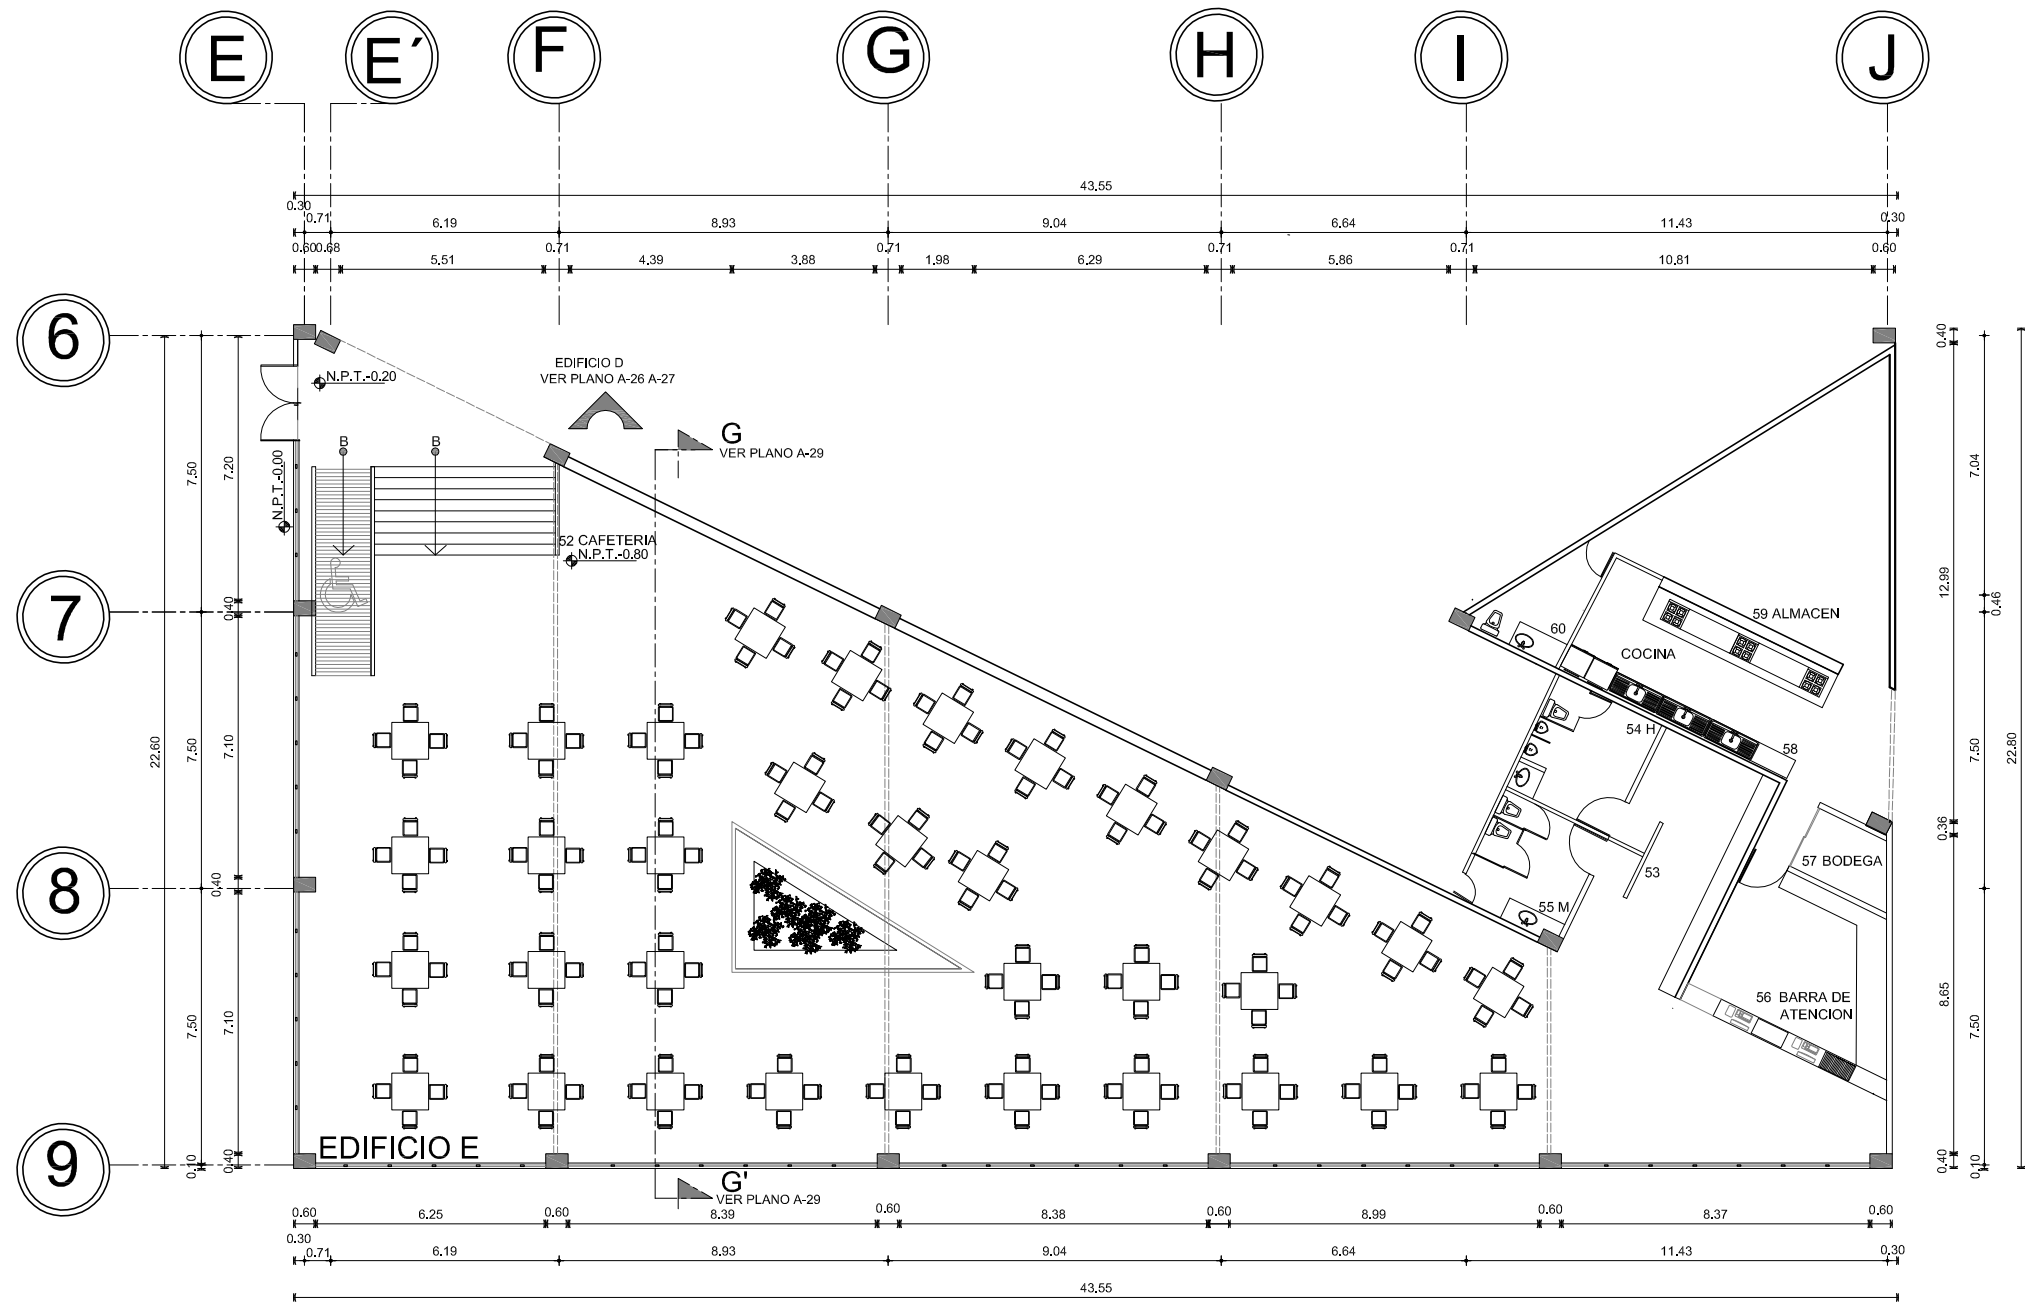 E
E´
F
G
H
I
J
43.55
0.30
0.71
6.19
8.93
9.04
6.64
11.43
0.30
0.60
0.68
0.71
0.71
0.71
0.71
0.60
5.51
4.39
3.88
1.98
6.29
5.86
10.81
6
7
8
9
22.60
7.50
7.50
7.50
0.10
7.20
0.40
7.10
0.40
7.10
0.40
N.P.T.-0.20
N.P.T.-0.00
B
B
EDIFICIO D
VER PLANO A-26 A-27
G
VER PLANO A-29
52 CAFETERIA
N.P.T.-0.80
59 ALMACEN
60
COCINA
54 H
58
53
57 BODEGA
55 M
56 BARRA DE
ATENCION
EDIFICIO E
G'
VER PLANO A-29
0.40
12.99
0.36
8.65
0.40
7.04
0.46
7.50
7.50
0.10
22.80
0.60
6.25
0.60
8.39
0.60
8.38
0.60
8.99
0.60
8.37
0.60
0.30
0.71
6.19
8.93
9.04
6.64
11.43
0.30
43.55